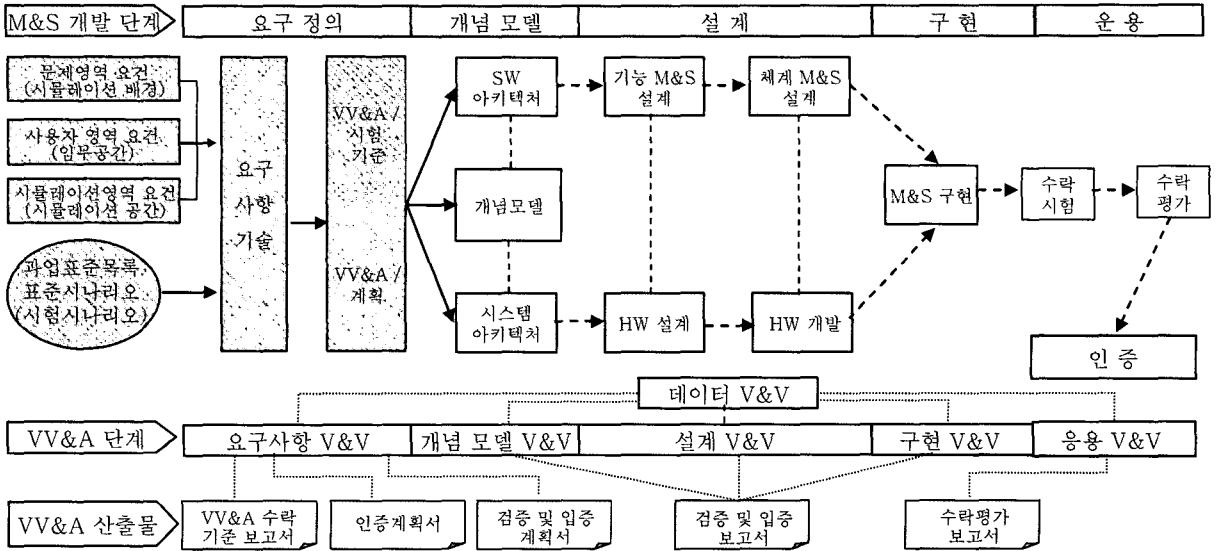 M&S 개발 단계
요구 정의
개념 모델
설 계
구 현
운 용
문제영역 요건
(시뮬레이션 배경)
사용자 영역 요건
(임무공간)
시뮬레이션영역 요건
(시뮬레이션 공간)
과업표준목록
표준시나리오
(시험시나리오)
요구
사항
기술
VV&A /
시험
기준
VV&A /
계획
SW
아키텍처
개념모델
시스템
아키텍처
기능 M&S
설계
HW 설계
체계 M&S
설계
HW 개발
M&S 구현
수락
시험
수락
평가
인 증
데이터 V&V
VV&A 단계
요구사항 V&V
개념 모델 V&V
설계 V&V
구현 V&V
응용 V&V
VV&A 산출물
VV&A 수락
기준 보고서
인증계획서
검증 및 입증
계획서
검증 및 입증
보고서
수락평가
보고서